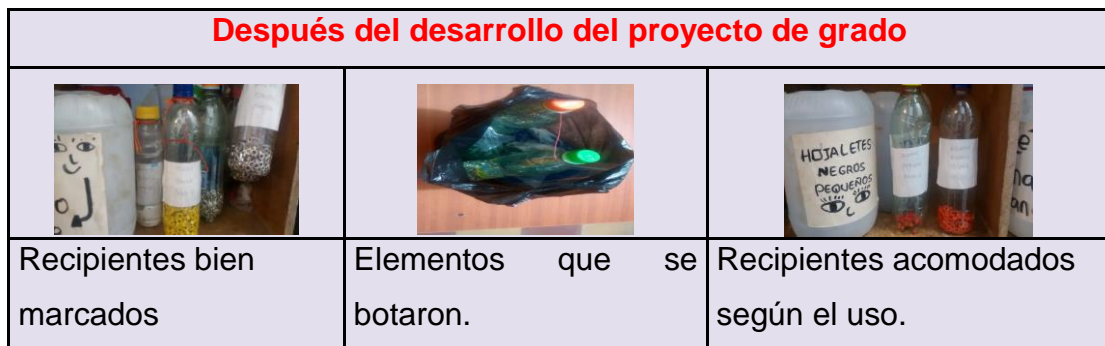 Después del desarrollo del proyecto de grado
HOJALETES
NEGROS
PEQUEÑOS
Recipientes bien
marcados
Elementos que se
botaron.
Recipientes acomodados
según el uso.